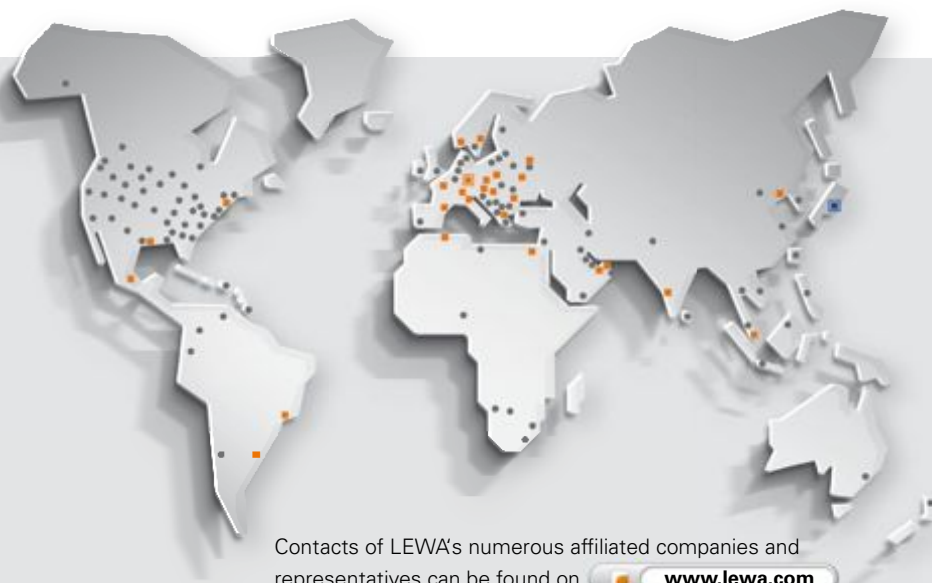 Contacts of LEWA‘s numerous affiliated companies and
representatives can be found on www.lewa.com